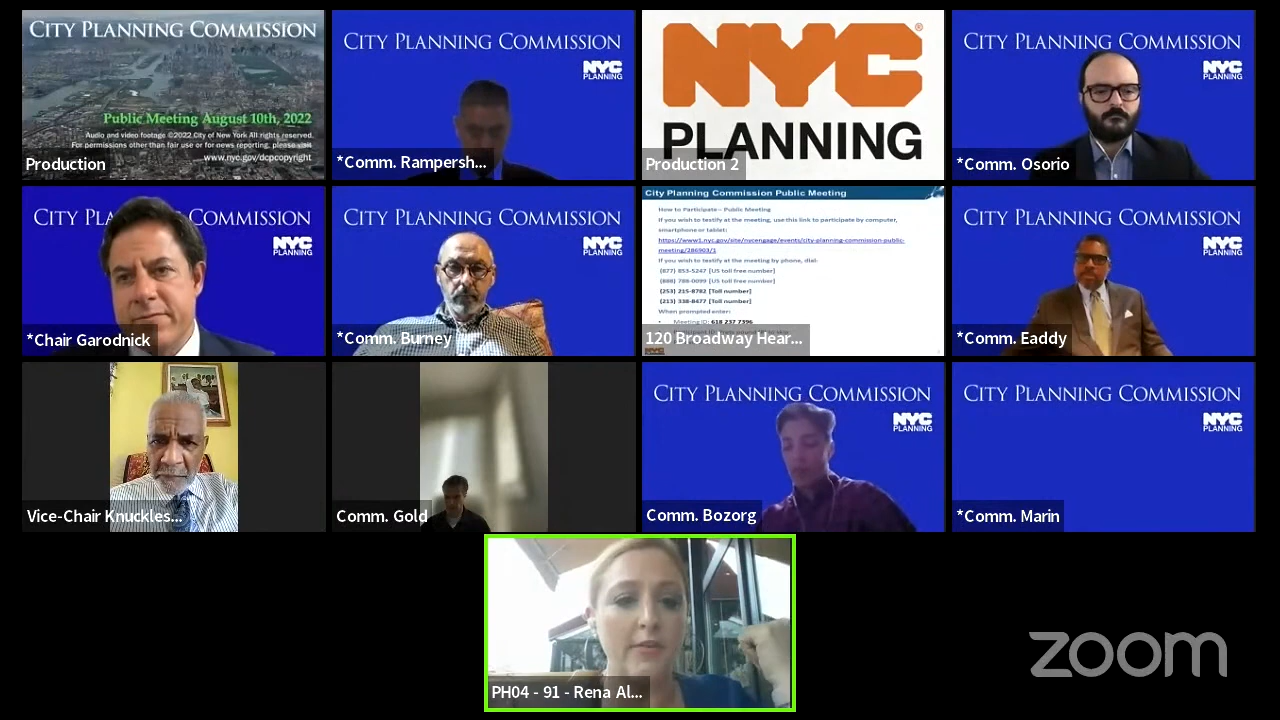 CITY PLANNING COMMISSION
Public Meeting August 10th, 2022
Audio and video footage ©2022 City of New York All rights reserved.
For permissions other than fair use or for news reporting, please visit
www.nyc.gov/dcpcopyright
Production
CITY PLANNING COMMISSION
NYC
PLANNING
*Comm. Rampersh...
NYC®
PLANNING
Production 2
CITY PLANNING COMMISSION
NYC
PLANNING
*Comm. Osorio
CITY PLANNING COMMISSION
NYC
PLANNING
*Chair Garodnick
CITY PLANNING COMMISSION
NYC
PLANNING
*Comm. Burney
City Planning Commission Public Meeting
How to Participate – Public Meeting
If you wish to testify at the meeting, use this link to participate by computer,
smartphone or tablet:
https://www1.nyc.gov/site/nycengage/events/city-planning-commission-public-
meeting/286903/1
If you wish to testify at the meeting by phone, dial-
(877) 853-5247 [US toll free number]
(888) 788-0099 [US toll free number]
(253) 215-8782 [Toll number]
(213) 338-8477 [Toll number]
When prompted enter:
• Meeting ID: 618 237 7396
120 Broadway Hear...
CITY PLANNING COMMISSION
NYC
PLANNING
*Comm. Eaddy
Vice-Chair Knuckles...
Comm. Gold
CITY PLANNING COMMISSION
NYC
PLANNING
Comm. Bozorg
CITY PLANNING COMMISSION
NYC
PLANNING
*Comm. Marin
PH04 - 91 - Rena Al...
zoom